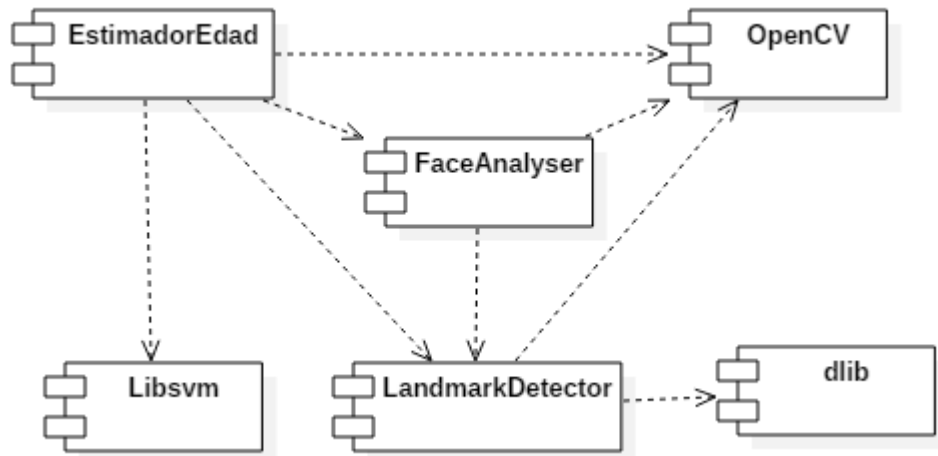 EstimadorEdad
OpenCV
FaceAnalyser
Libsvm
LandmarkDetector
dlib